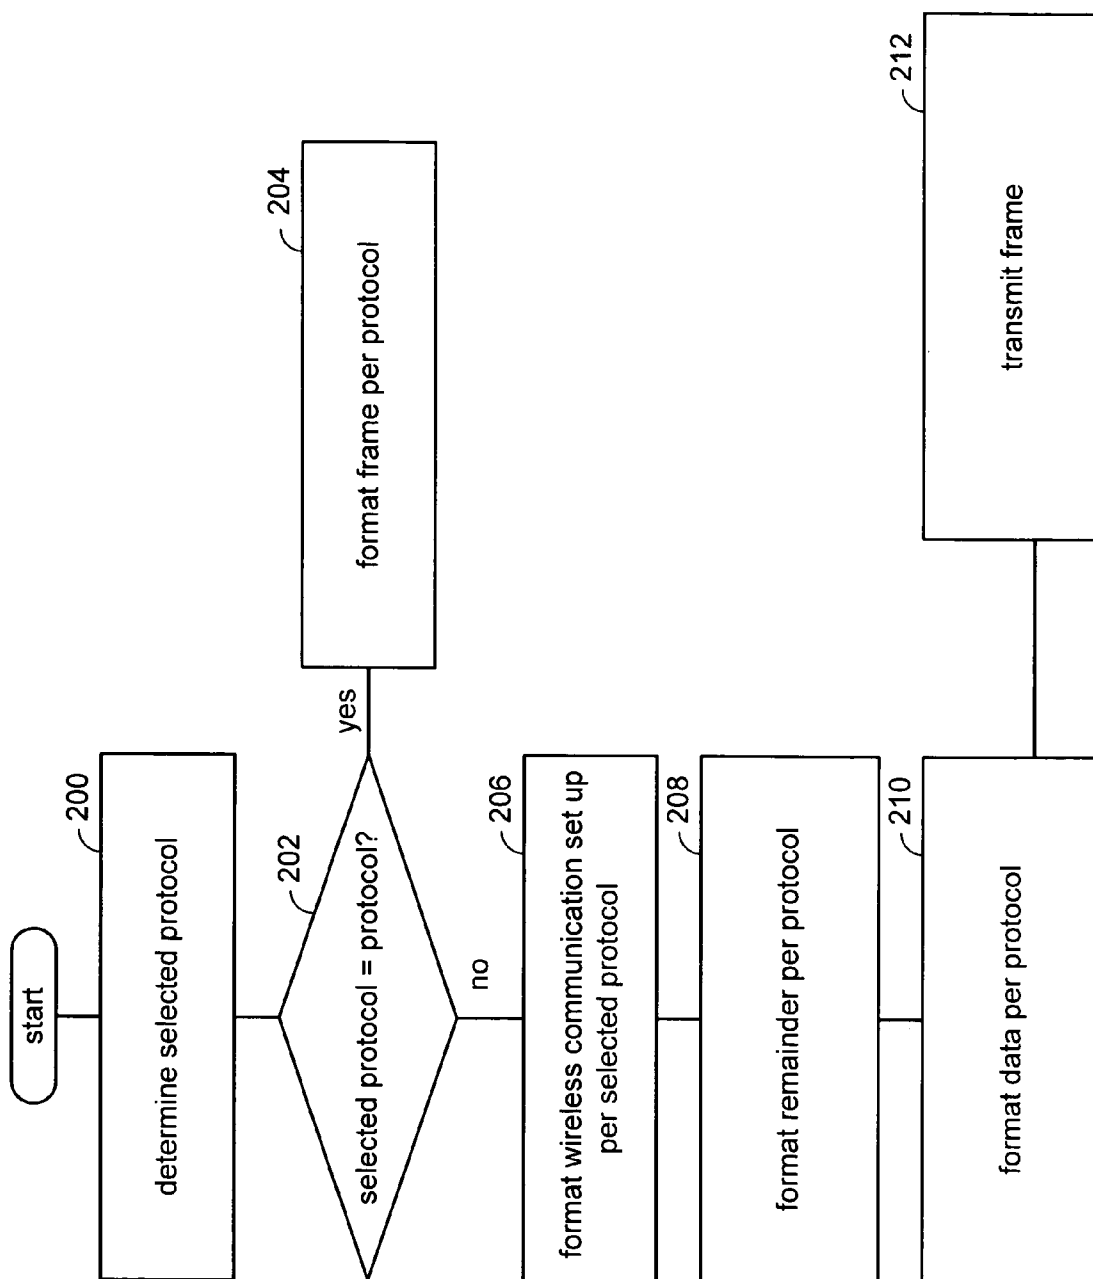 start
200
determine selected protocol
202
selected protocol = protocol?
yes
204
format frame per protocol
no
206
format wireless communication set up
per selected protocol
208
format remainder per protocol
210
format data per protocol
212
transmit frame